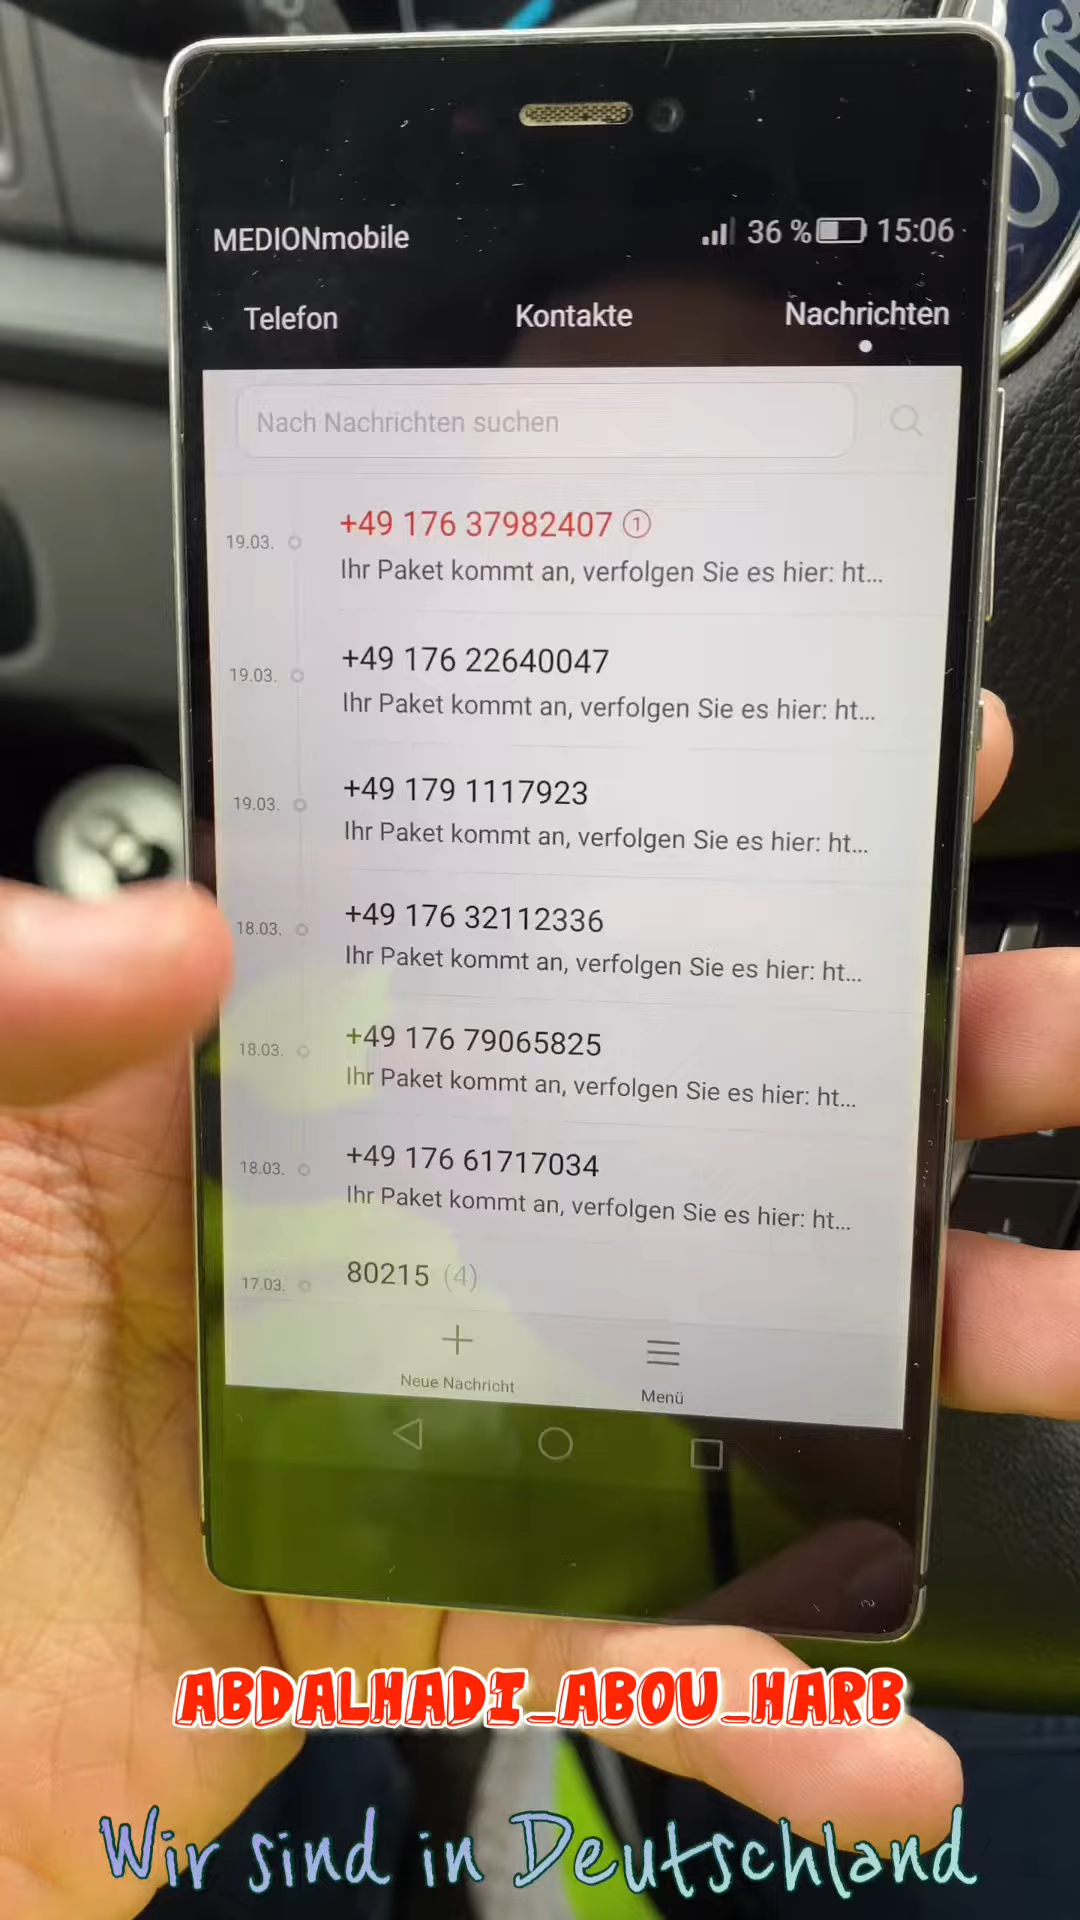 MEDIONmobile 36 % 15:06
Telefon Kontakte Nachrichten
Nach Nachrichten suchen
19.03. +49 176 37982407 1
Ihr Paket kommt an, verfolgen Sie es hier: ht...
19.03. +49 176 22640047
Ihr Paket kommt an, verfolgen Sie es hier: ht...
19.03. +49 179 1117923
Ihr Paket kommt an, verfolgen Sie es hier: ht...
18.03. +49 176 32112336
Ihr Paket kommt an, verfolgen Sie es hier: ht...
18.03. +49 176 79065825
Ihr Paket kommt an, verfolgen Sie es hier: ht...
18.03. +49 176 61717034
Ihr Paket kommt an, verfolgen Sie es hier: ht...
17.03. 80215 (4)
Neue Nachricht Menü
ABDALHADI_ABOU_HARB
Wir sind in Deutschland